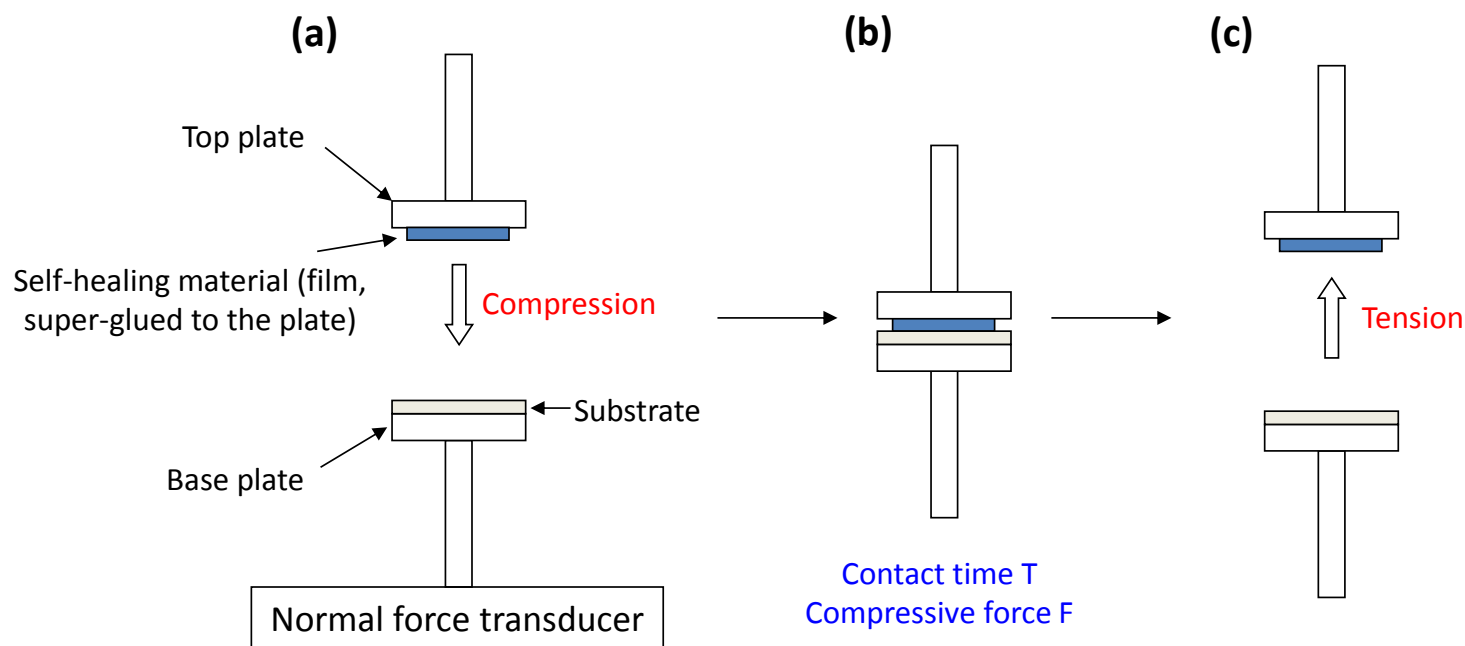 (a)
Top plate
Self-healing material (film,
super-glued to the plate)
Compression
Substrate
Base plate
Normal force transducer
(b)
Contact time T
Compressive force F
(c)
Tension